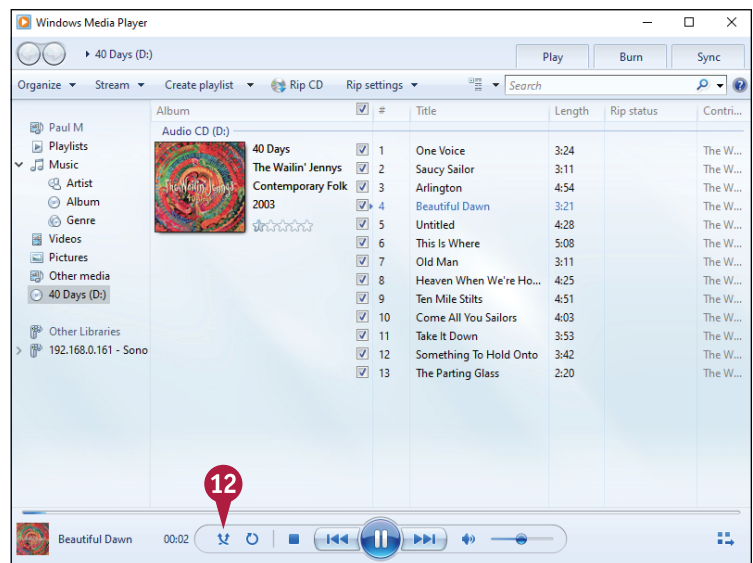 Windows Media Player
40 Days (D:)
Play Burn Sync
Organize Stream Create playlist Rip CD Rip settings Search
Album # Title Length Rip status Contri...
Audio CD (D:)
Paul M
Playlists
Music
Artist
Album
Genre
Videos
Pictures
Other media
40 Days (D:)
Other Libraries
192.168.0.161 - Sono
40 Days
The Wailin' Jennys
Contemporary Folk
2003
1 One Voice 3:24 The W...
2 Saucy Sailor 3:11 The W...
3 Arlington 4:54 The W...
4 Beautiful Dawn 3:21 The W...
5 Untitled 4:28 The W...
6 This Is Where 5:08 The W...
7 Old Man 3:11 The W...
8 Heaven When We're Ho... 4:25 The W...
9 Ten Mile Stilts 4:51 The W...
10 Come All You Sailors 4:03 The W...
11 Take It Down 3:53 The W...
12 Something To Hold Onto 3:42 The W...
13 The Parting Glass 2:20 The W...
12
Beautiful Dawn 00:02